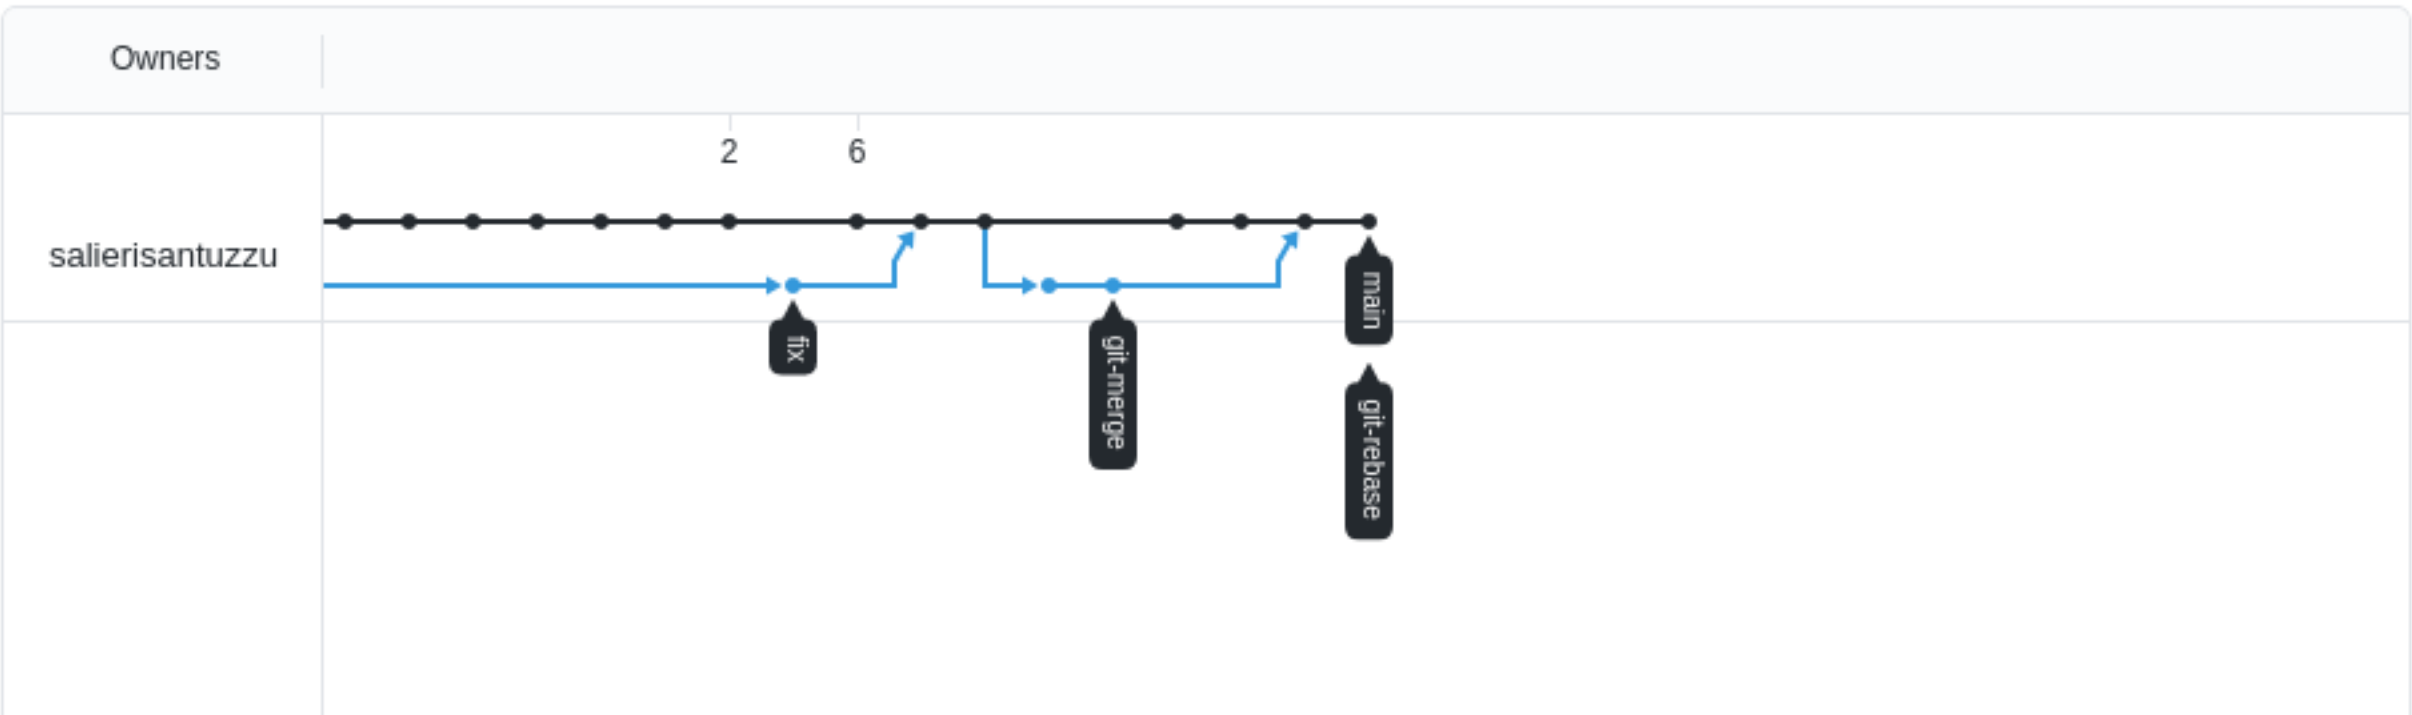 Owners
2
6
salierisantuzzu
fix
git-merge
main
git-rebase